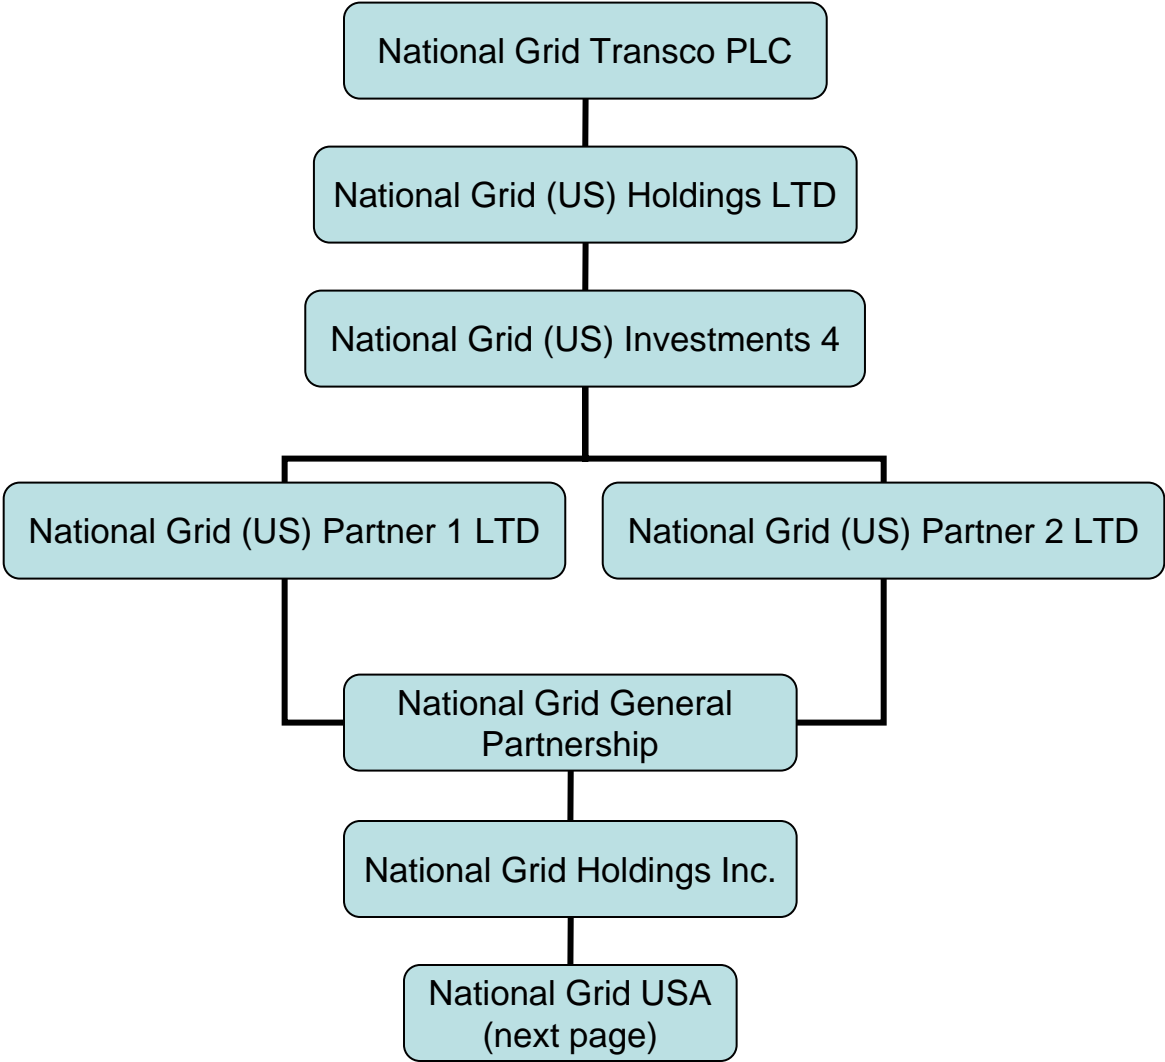 National Grid Transco PLC
National Grid (US) Holdings LTD
National Grid (US) Investments 4
National Grid (US) Partner 1 LTD
National Grid (US) Partner 2 LTD
National Grid General
Partnership
National Grid Holdings Inc.
National Grid USA
(next page)